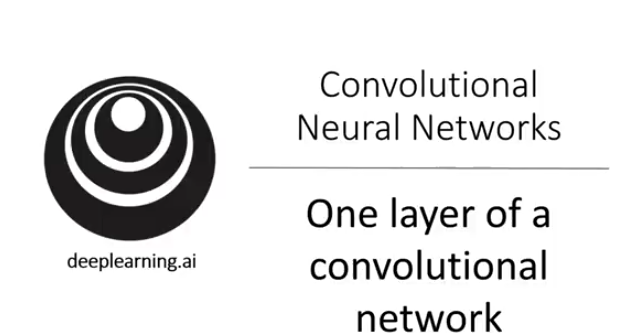 Convolutional
Neural Networks
deeplearning.ai
One layer of a
convolutional
network